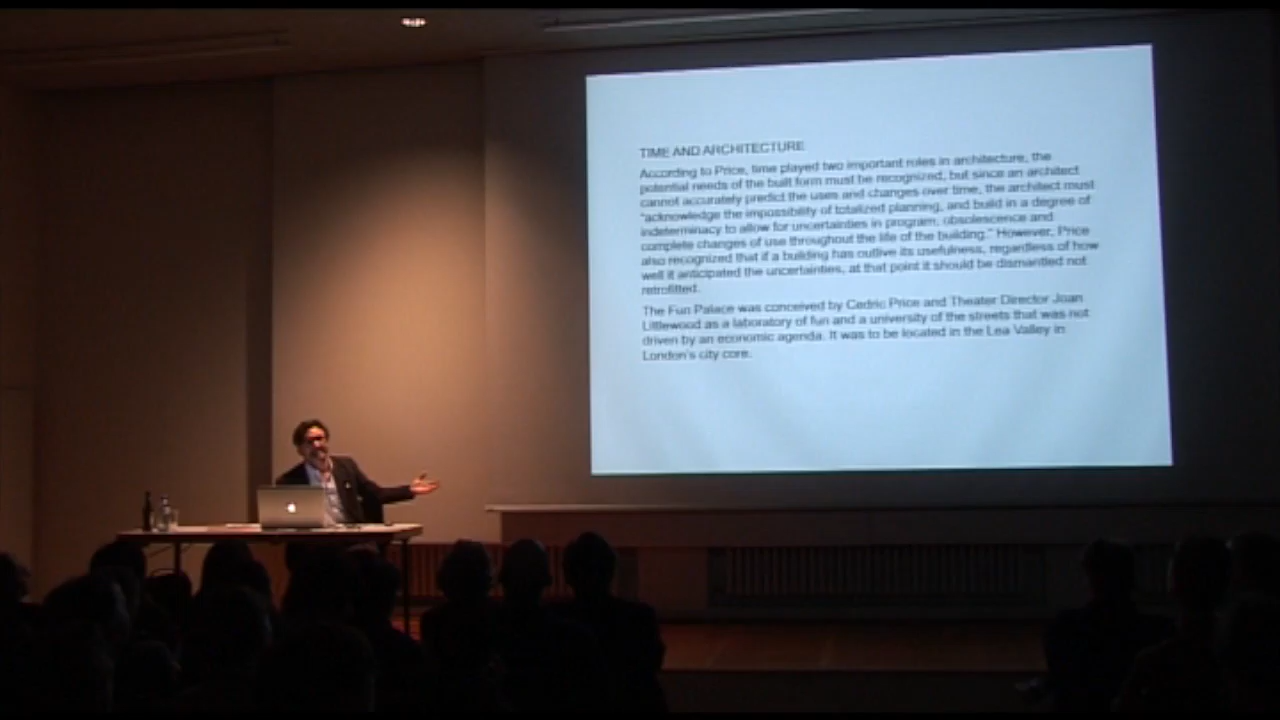 TIME AND ARCHITECTURE
According to Price, time played two important roles in architecture, the
potential needs of the built form must be recognized, but since an architect
cannot accurately predict the uses and changes over time, the architect must
"acknowledge the impossibility of totalized planning, and build in a degree of
indeterminacy to allow for uncertainties in program, obsolescence and
complete changes of use throughout the life of the building." However, Price
also recognized that if a building has outlive its usefulness, regardless of how
well it anticipated the uncertainties, at that point it should be dismantled not
retrofitted.
The Fun Palace was conceived by Cedric Price and Theater Director Joan
Littlewood as a laboratory of fun and a university of the streets that was not
driven by an economic agenda. It was to be located in the Lea Valley in
London's city core.